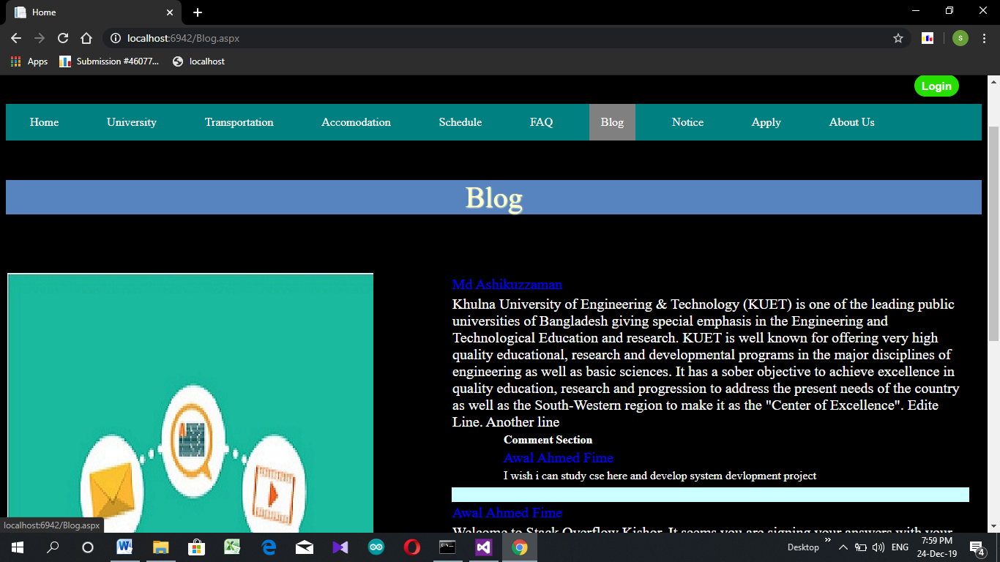 Home
localhost:6942/Blog.aspx
S
Apps Submission #46077... localhost
Login
Home University Transportation Accomodation Schedule FAQ Blog Notice Apply About Us
Blog
Md Ashikuzzaman
Khulna University of Engineering & Technology (KUET) is one of the leading public
universities of Bangladesh giving special emphasis in the Engineering and
Technological Education and research. KUET is well known for offering very high
quality educational, research and developmental programs in the major disciplines of
engineering as well as basic sciences. It has a sober objective to achieve excellence in
quality education, research and progression to address the present needs of the country
as well as the South-Western region to make it as the "Center of Excellence". Edite
Line. Another line
Comment Section
Awal Ahmed Fime
I wish i can study cse here and develop system devlopment project
Awal Ahmed Fime
Welcome to Stack Overflow Kishor. It seems you are signing your answers with your
localhost:6942/Blog.aspx
Desktop ENG 7:59 PM
24-Dec-19 4